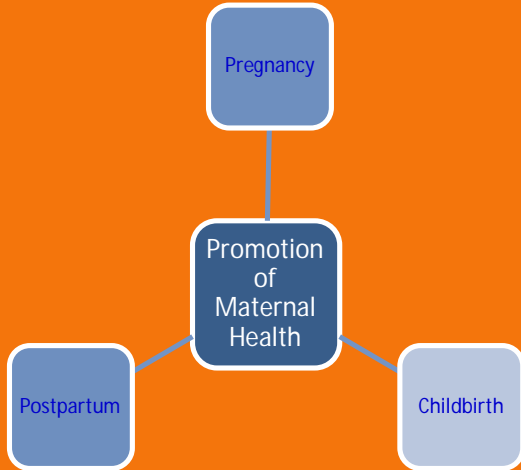 Pregnancy
Promotion
of
Maternal
Health
Postpartum
Childbirth